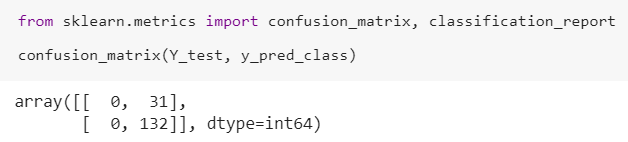 from sklearn.metrics import confusion_matrix, classification_report
confusion_matrix(Y_test, y_pred_class)
array([[  0,  31],
       [  0, 132]], dtype=int64)